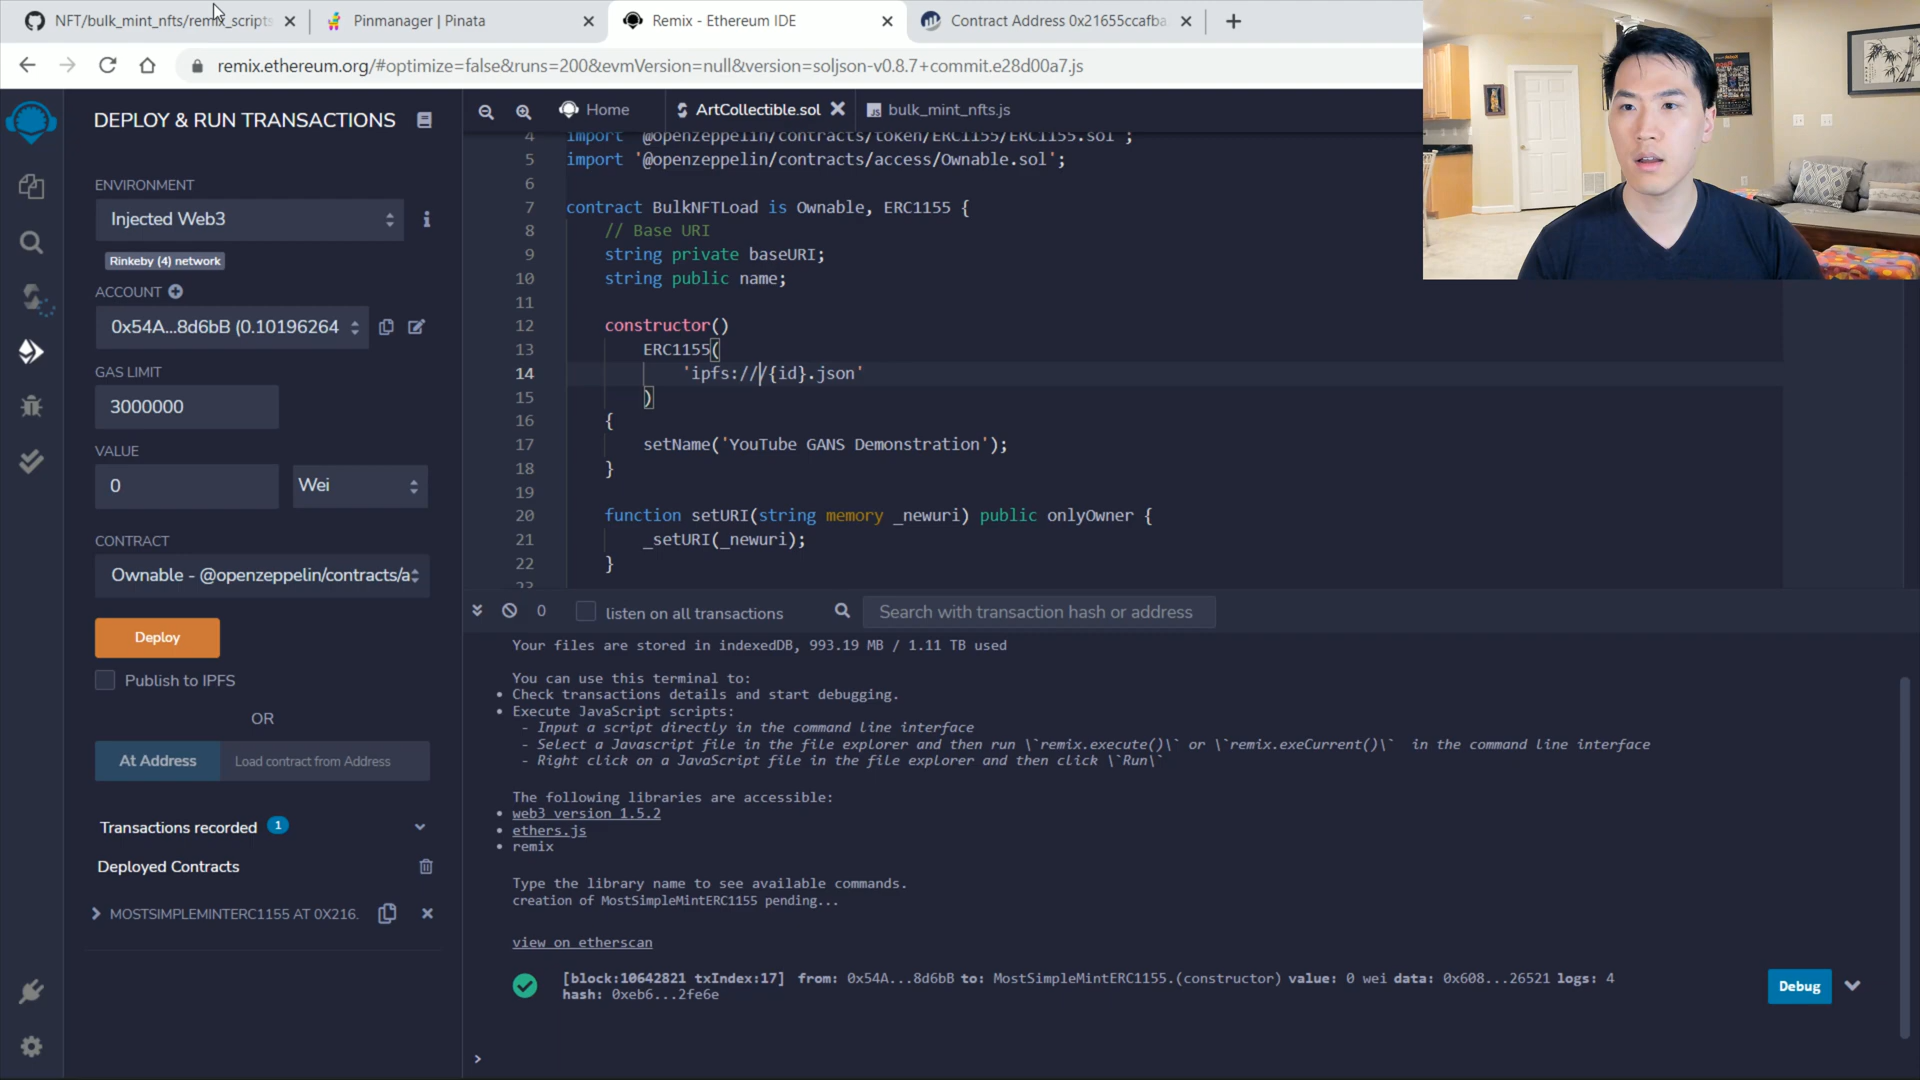 NFT/bulk_mint_nfts/remix_scripts
Pinmanager | Pinata
Remix - Ethereum IDE
Contract Address 0x21655ccafba
remix.ethereum.org/#optimize=false&runs=200&evmVersion=null&version=soljson-v0.8.7+commit.e28d00a7.js
DEPLOY & RUN TRANSACTIONS
ENVIRONMENT
Injected Web3
Rinkeby (4) network
ACCOUNT
0x54A...8d6bB (0.10196264
GAS LIMIT
3000000
VALUE
0
Wei
CONTRACT
Ownable - @openzeppelin/contracts/a
Deploy
Publish to IPFS
OR
At Address
Load contract from Address
Transactions recorded 1
Deployed Contracts
MOSTSIMPLEMINTERC1155 AT 0X216.
Home
ArtCollectible.sol
bulk_mint_nfts.js
4 import '@openzeppelin/contracts/token/ERC1155/ERC1155.sol';
5 import '@openzeppelin/contracts/access/Ownable.sol';
6
7 contract BulkNFTLoad is Ownable, ERC1155 {
8 // Base URI
9 string private baseURI;
10 string public name;
11
12 constructor()
13 ERC1155(
14 'ipfs:///{id}.json'
15 )
16 {
17 setName('YouTube GANS Demonstration');
18 }
19
20 function setURI(string memory _newuri) public onlyOwner {
21 _setURI(_newuri);
22 }
23
0
listen on all transactions
Search with transaction hash or address
Your files are stored in indexedDB, 993.19 MB / 1.11 TB used
You can use this terminal to:
• Check transactions details and start debugging.
• Execute JavaScript scripts:
- Input a script directly in the command line interface
- Select a Javascript file in the file explorer and then run \`remix.execute()\` or \`remix.exeCurrent()\` in the command line interface
- Right click on a JavaScript file in the file explorer and then click \`Run\`
The following libraries are accessible:
• web3 version 1.5.2
• ethers.js
• remix
Type the library name to see available commands.
creation of MostSimpleMintERC1155 pending...
view on etherscan
[block:10642821 txIndex:17] from: 0x54A...8d6bB to: MostSimpleMintERC1155.(constructor) value: 0 wei data: 0x608...26521 logs: 4
hash: 0xeb6...2fe6e
Debug
>